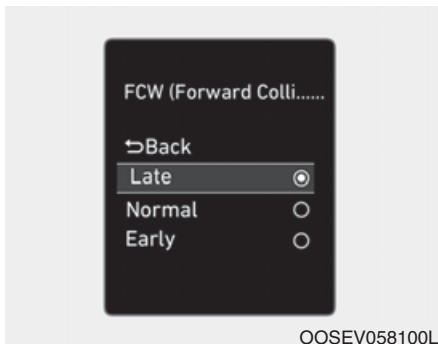 FCW (Forward Colli......
⮌Back
Late
Normal
Early
OOSEV058100L